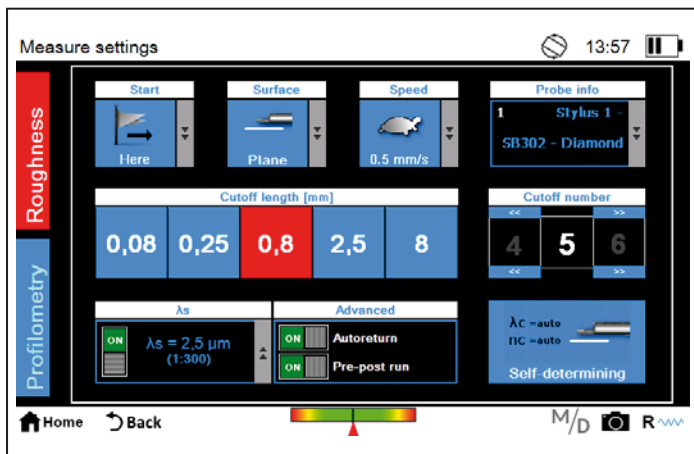 Measure settings
13:57
Roughness
Profilometry
Start
Here
Surface
Plane
Speed
0.5 mm/s
Probe info
1 Stylus 1 -
SB302 - Diamond
Cutoff length [mm]
0,08 0,25 0,8 2,5 8
Cutoff number
<< >>
4 5 6
<< >>
λs
ON
λs = 2,5 µm
(1:300)
Advanced
ON Autoreturn
ON Pre-post run
λc =auto
nc =auto
Self-determining
Home
Back
M/D
R